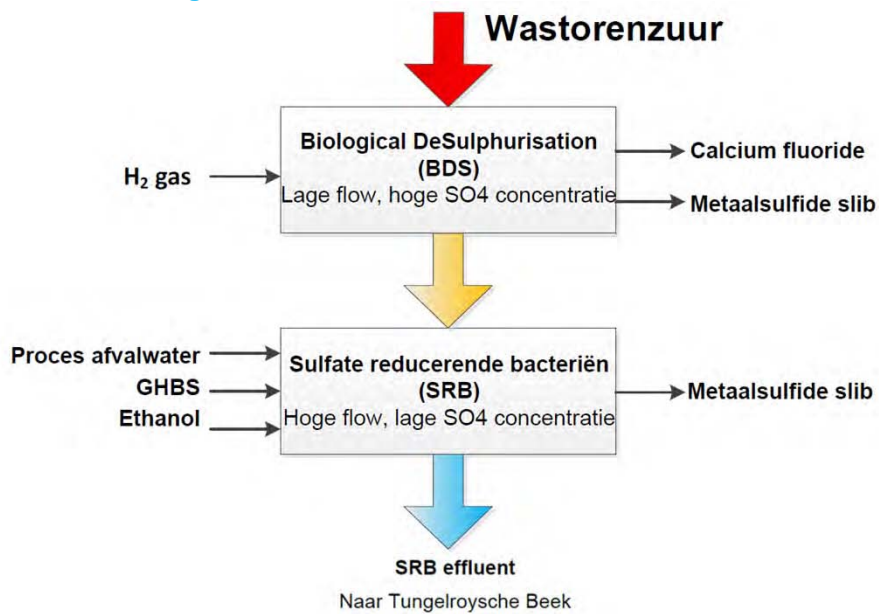 Wastorenzuur
Biological DeSulphurisation
(BDS)
Lage flow, hoge SO4 concentratie
H₂ gas
Calcium fluoride
Metaalsulfide slib
Proces afvalwater
GHBS
Ethanol
Sulfate reducerende bacteriën
(SRB)
Hoge flow, lage SO4 concentratie
Metaalsulfide slib
SRB effluent
Naar Tungelroysche Beek